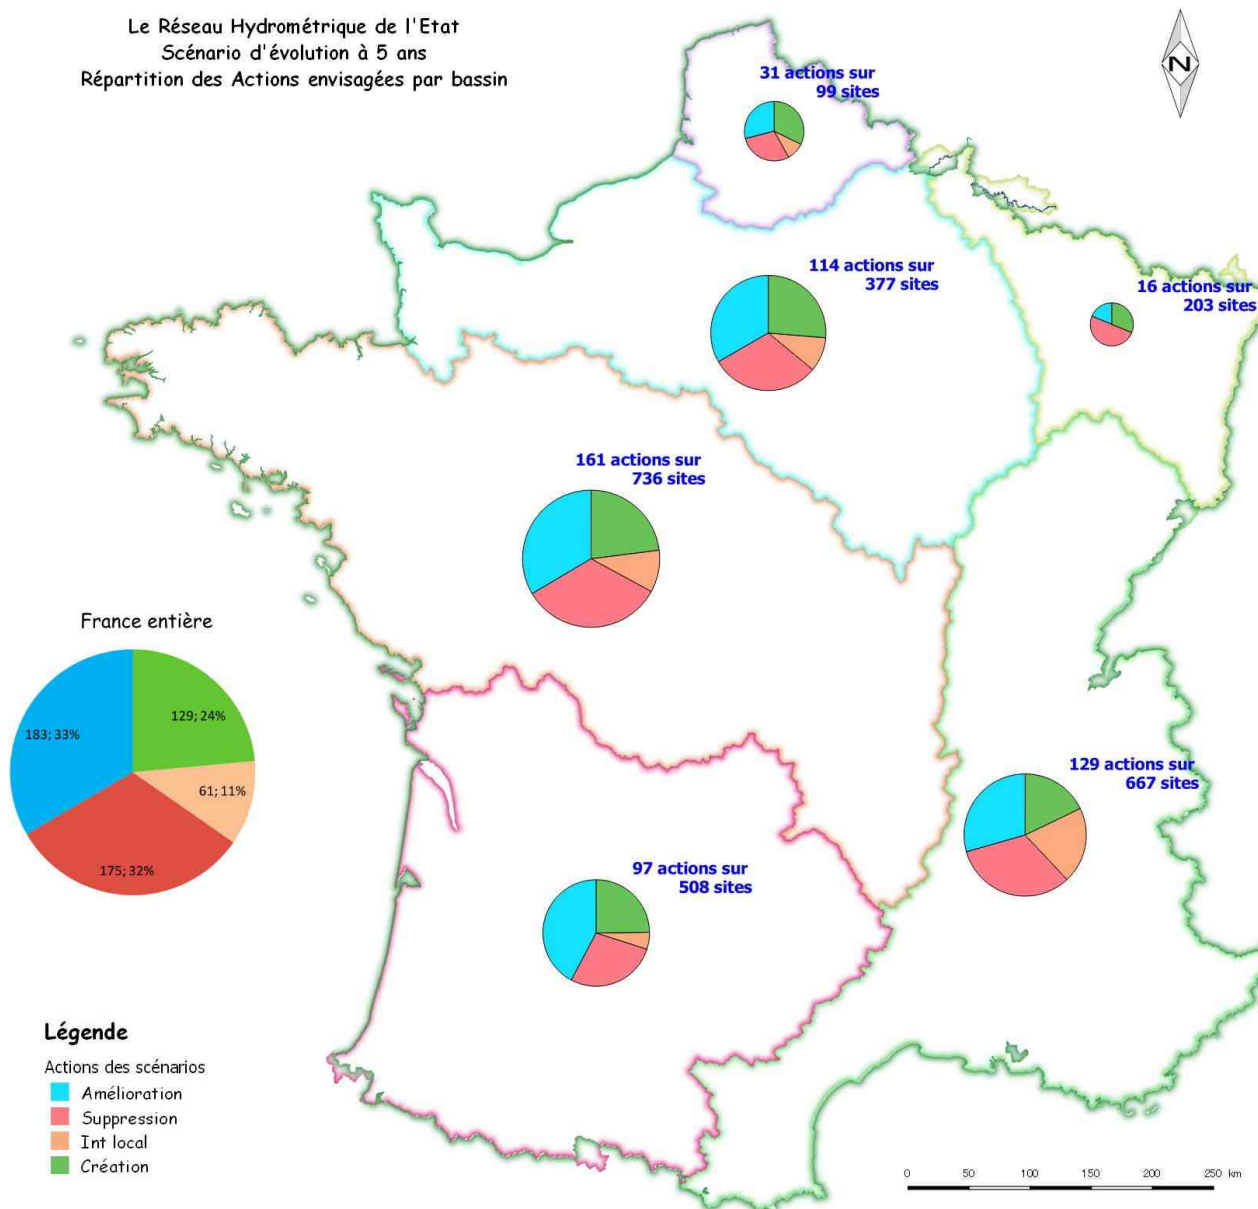 Le Réseau Hydrométrique de l'Etat
Scénario d'évolution à 5 ans
Répartition des Actions envisagées par bassin
N
31 actions sur
99 sites
114 actions sur
377 sites
16 actions sur
203 sites
161 actions sur
736 sites
France entière
129; 24%
183; 33%
61; 11%
175; 32%
129 actions sur
667 sites
97 actions sur
508 sites
Légende
Actions des scénarios
Amélioration
Suppression
Int local
Création
0 50 100 150 200 250 km